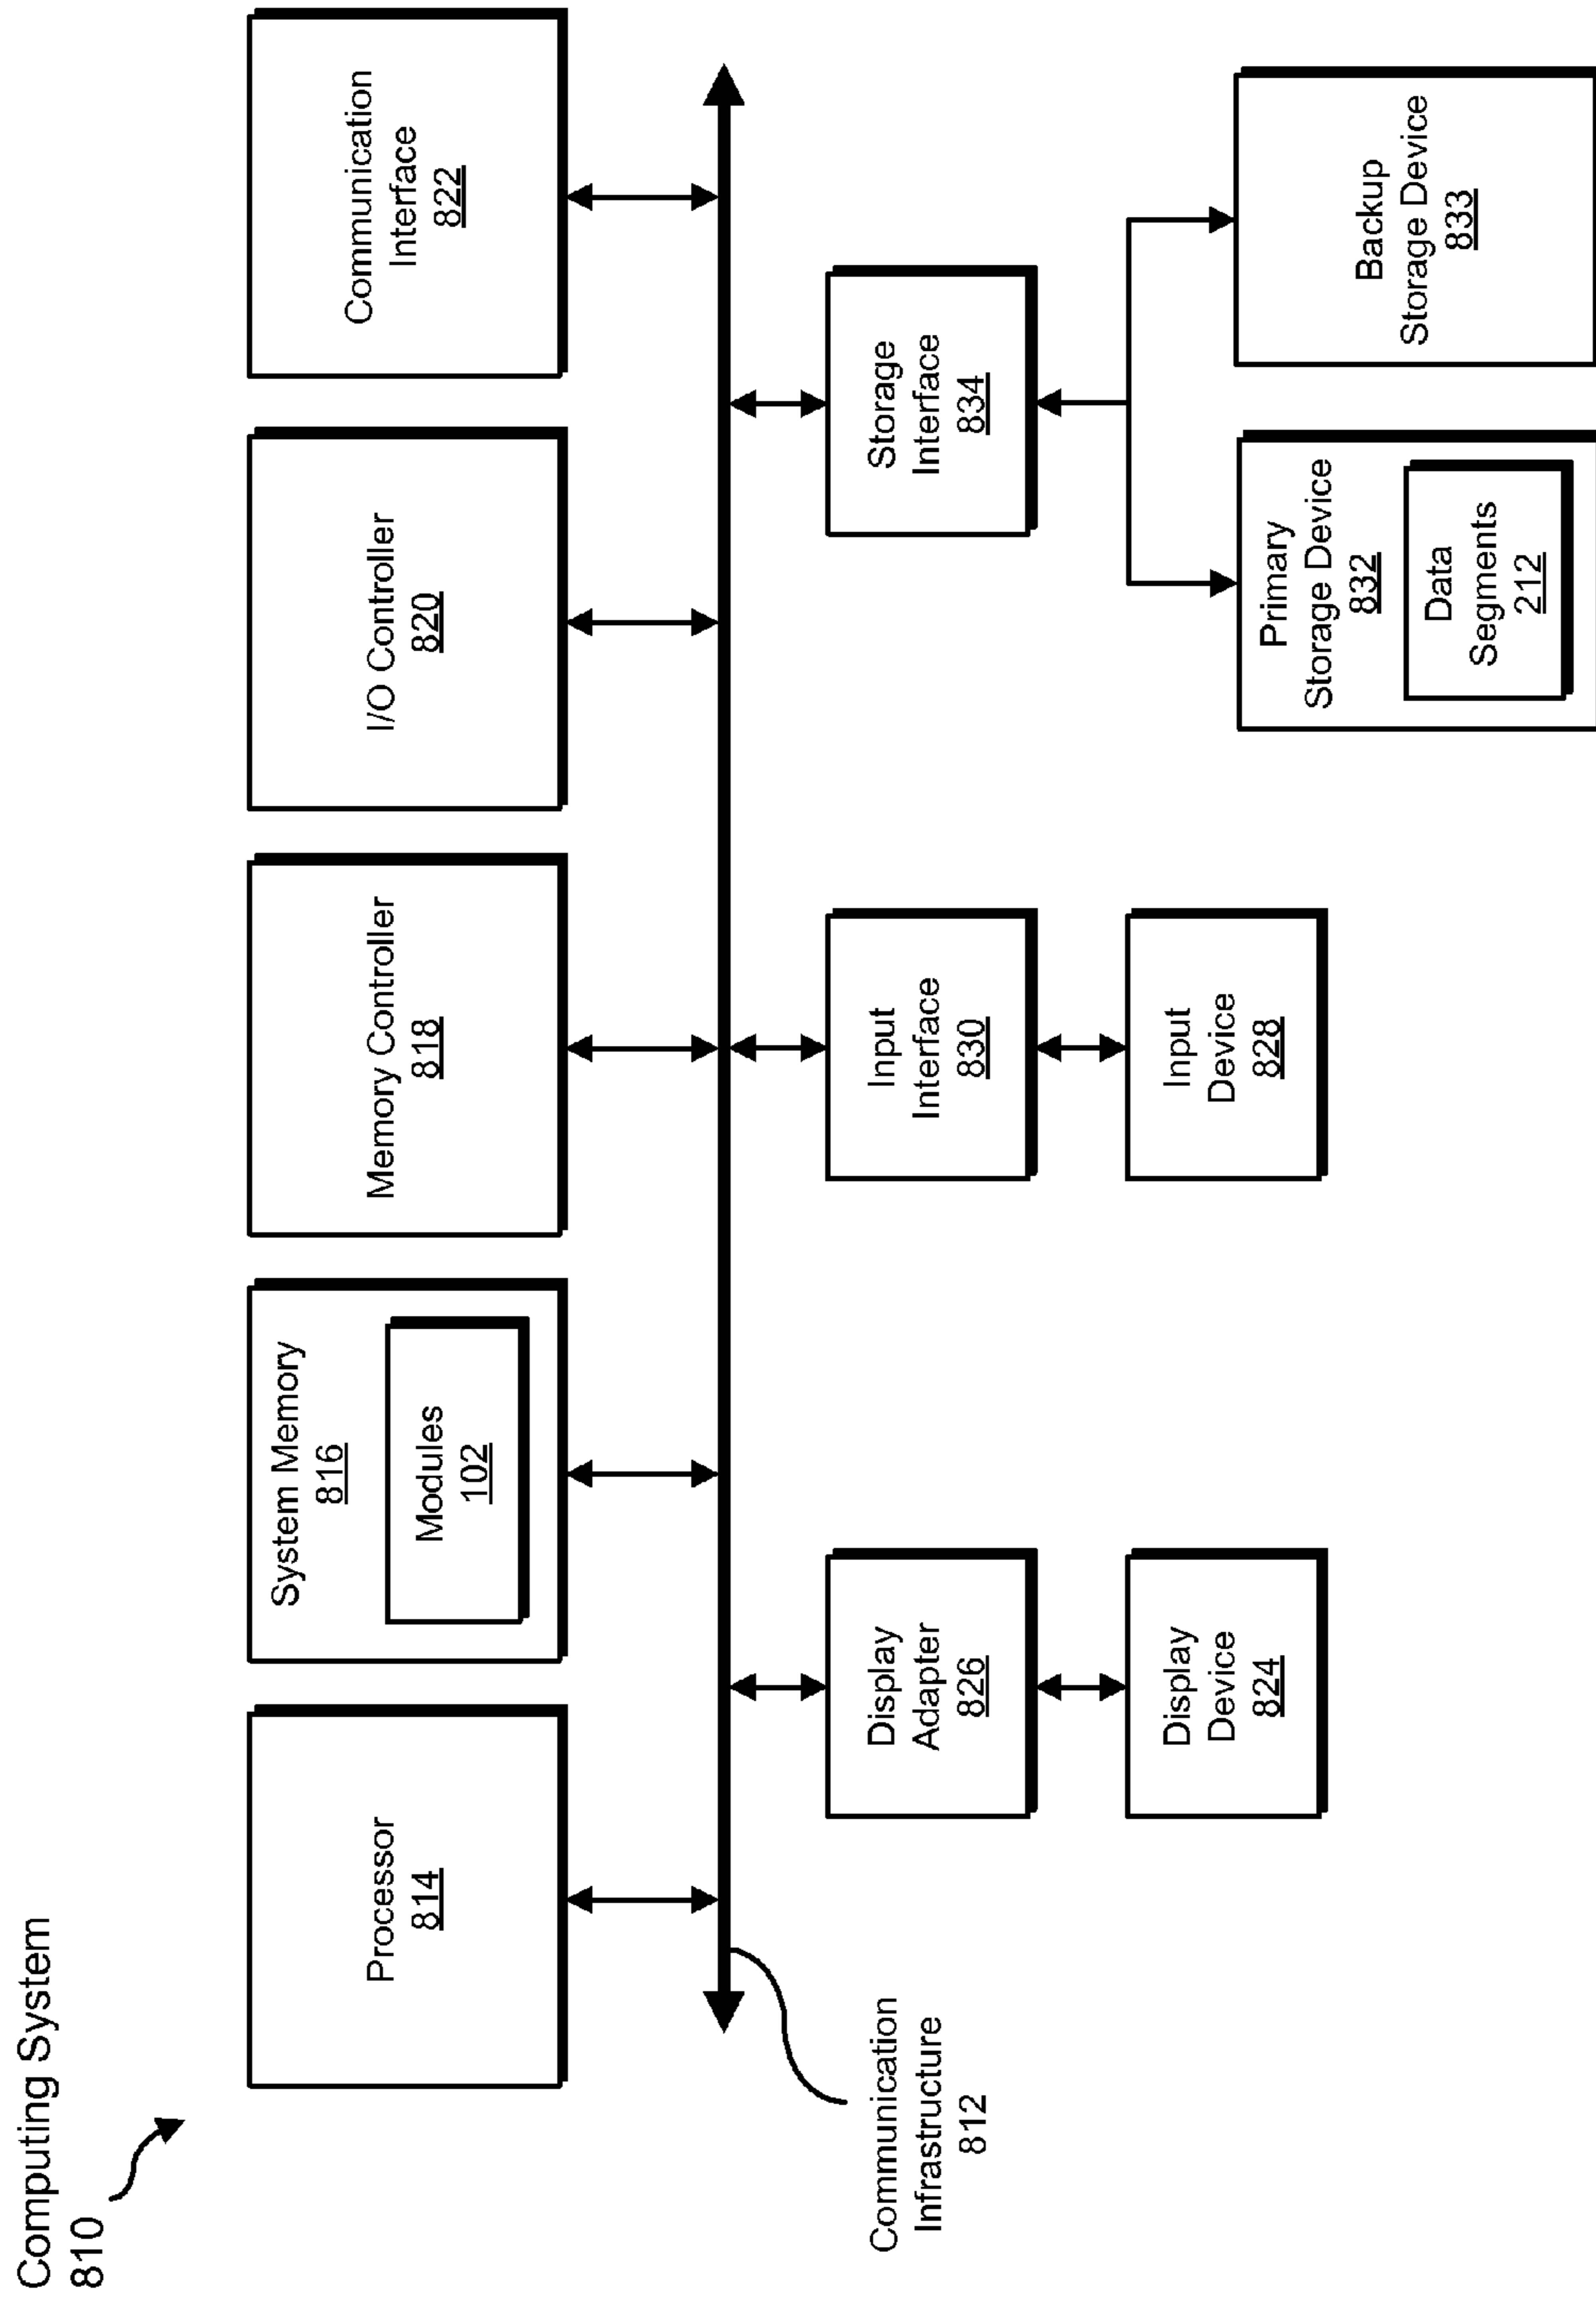 Computing System
810
Processor
814
System Memory
816
Modules
102
Memory Controller
818
I/O Controller
820
Communication
Interface
822
Communication
Infrastructure
812
Display
Adapter
826
Input
Interface
830
Storage
Interface
834
Display
Device
824
Input
Device
828
Primary
Storage Device
832
Data
Segments
212
Backup
Storage Device
833